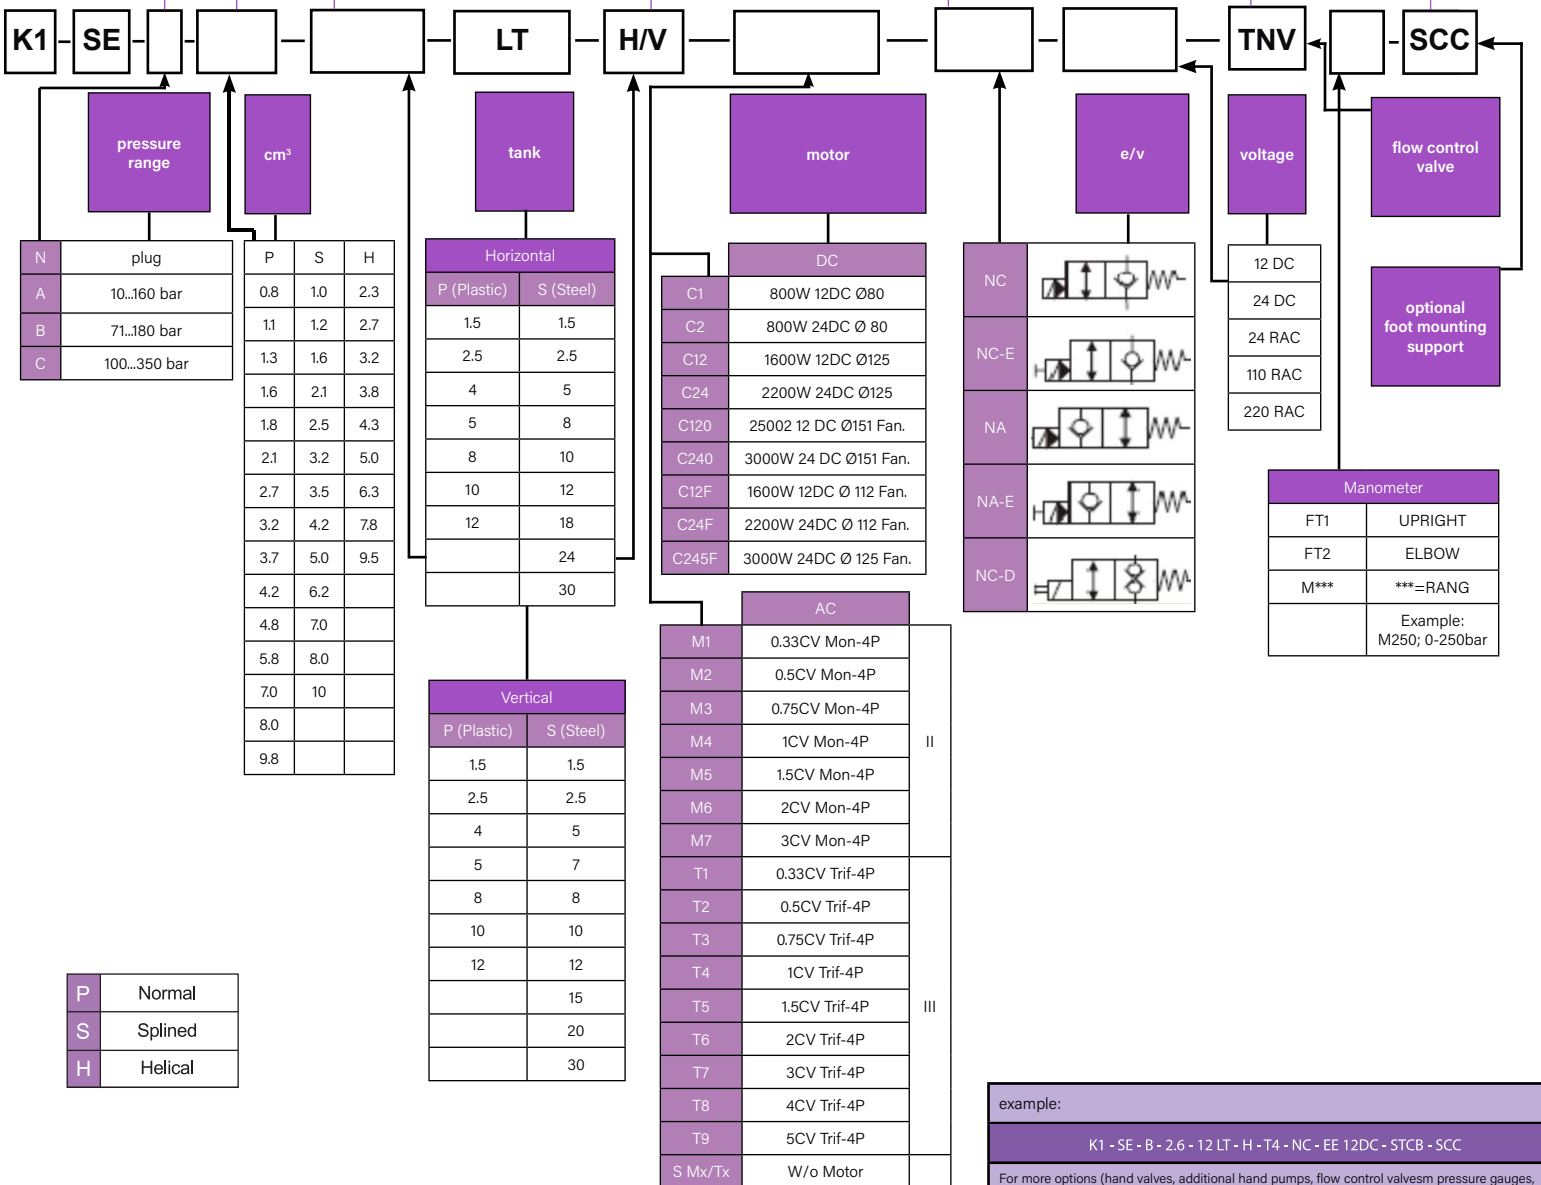 K1 - SE - LT - H/V - TNV - SCC
pressure range
cm³
tank
motor
e/v
voltage
flow control valve
optional foot mounting support
N plug
A 10...160 bar
B 71...180 bar
C 100...350 bar
P S H
0.8 1.0 2.3
1.1 1.2 2.7
1.3 1.6 3.2
1.6 2.1 3.8
1.8 2.5 4.3
2.1 3.2 5.0
2.7 3.5 6.3
3.2 4.2 7.8
3.7 5.0 9.5
4.2 6.2
4.8 7.0
5.8 8.0
7.0 10
8.0
9.8
P Normal
S Splined
H Helical
Horizontal
P (Plastic) S (Steel)
1.5 1.5
2.5 2.5
4 5
5 8
8 10
10 12
12 18
24
30
Vertical
P (Plastic) S (Steel)
1.5 1.5
2.5 2.5
4 5
5 7
8 8
10 10
12 12
15
20
30
DC
C1 800W 12DC Ø80
C2 800W 24DC Ø 80
C12 1600W 12DC Ø125
C24 2200W 24DC Ø125
C120 25002 12 DC Ø151 Fan.
C240 3000W 24 DC Ø151 Fan.
C12F 1600W 12DC Ø 112 Fan.
C24F 2200W 24DC Ø 112 Fan.
C245F 3000W 24DC Ø 125 Fan.
AC
M1 0.33CV Mon-4P
M2 0.5CV Mon-4P
M3 0.75CV Mon-4P
M4 1CV Mon-4P II
M5 1.5CV Mon-4P
M6 2CV Mon-4P
M7 3CV Mon-4P
T1 0.33CV Trif-4P
T2 0.5CV Trif-4P
T3 0.75CV Trif-4P
T4 1CV Trif-4P
T5 1.5CV Trif-4P III
T6 2CV Trif-4P
T7 3CV Trif-4P
T8 4CV Trif-4P
T9 5CV Trif-4P
S Mx/Tx W/o Motor
NC
NC-E
NA
NA-E
NC-D
12 DC
24 DC
24 RAC
110 RAC
220 RAC
Manometer
FT1 UPRIGHT
FT2 ELBOW
M*** ***=RANG
Example:
M250; 0-250bar
example:
K1 - SE - B - 2.6 - 12 LT - H - T4 - NC - EE 12DC - STCB - SCC
For more options (hand valves, additional hand pumps, flow control valvesm pressure gauges,